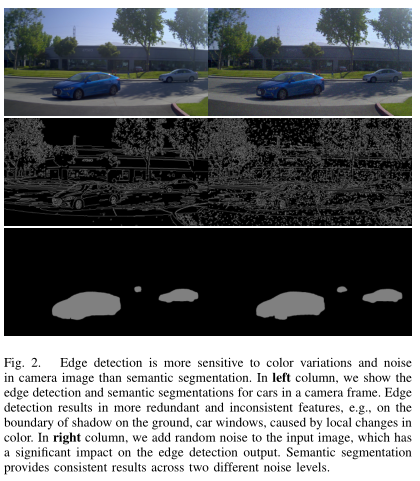 Fig. 2. Edge detection is more sensitive to color variations and noise
in camera image than semantic segmentation. In left column, we show the
edge detection and semantic segmentations for cars in a camera frame. Edge
detection results in more redundant and inconsistent features, e.g., on the
boundary of shadow on the ground, car windows, caused by local changes in
color. In right column, we add random noise to the input image, which has
a significant impact on the edge detection output. Semantic segmentation
provides consistent results across two different noise levels.